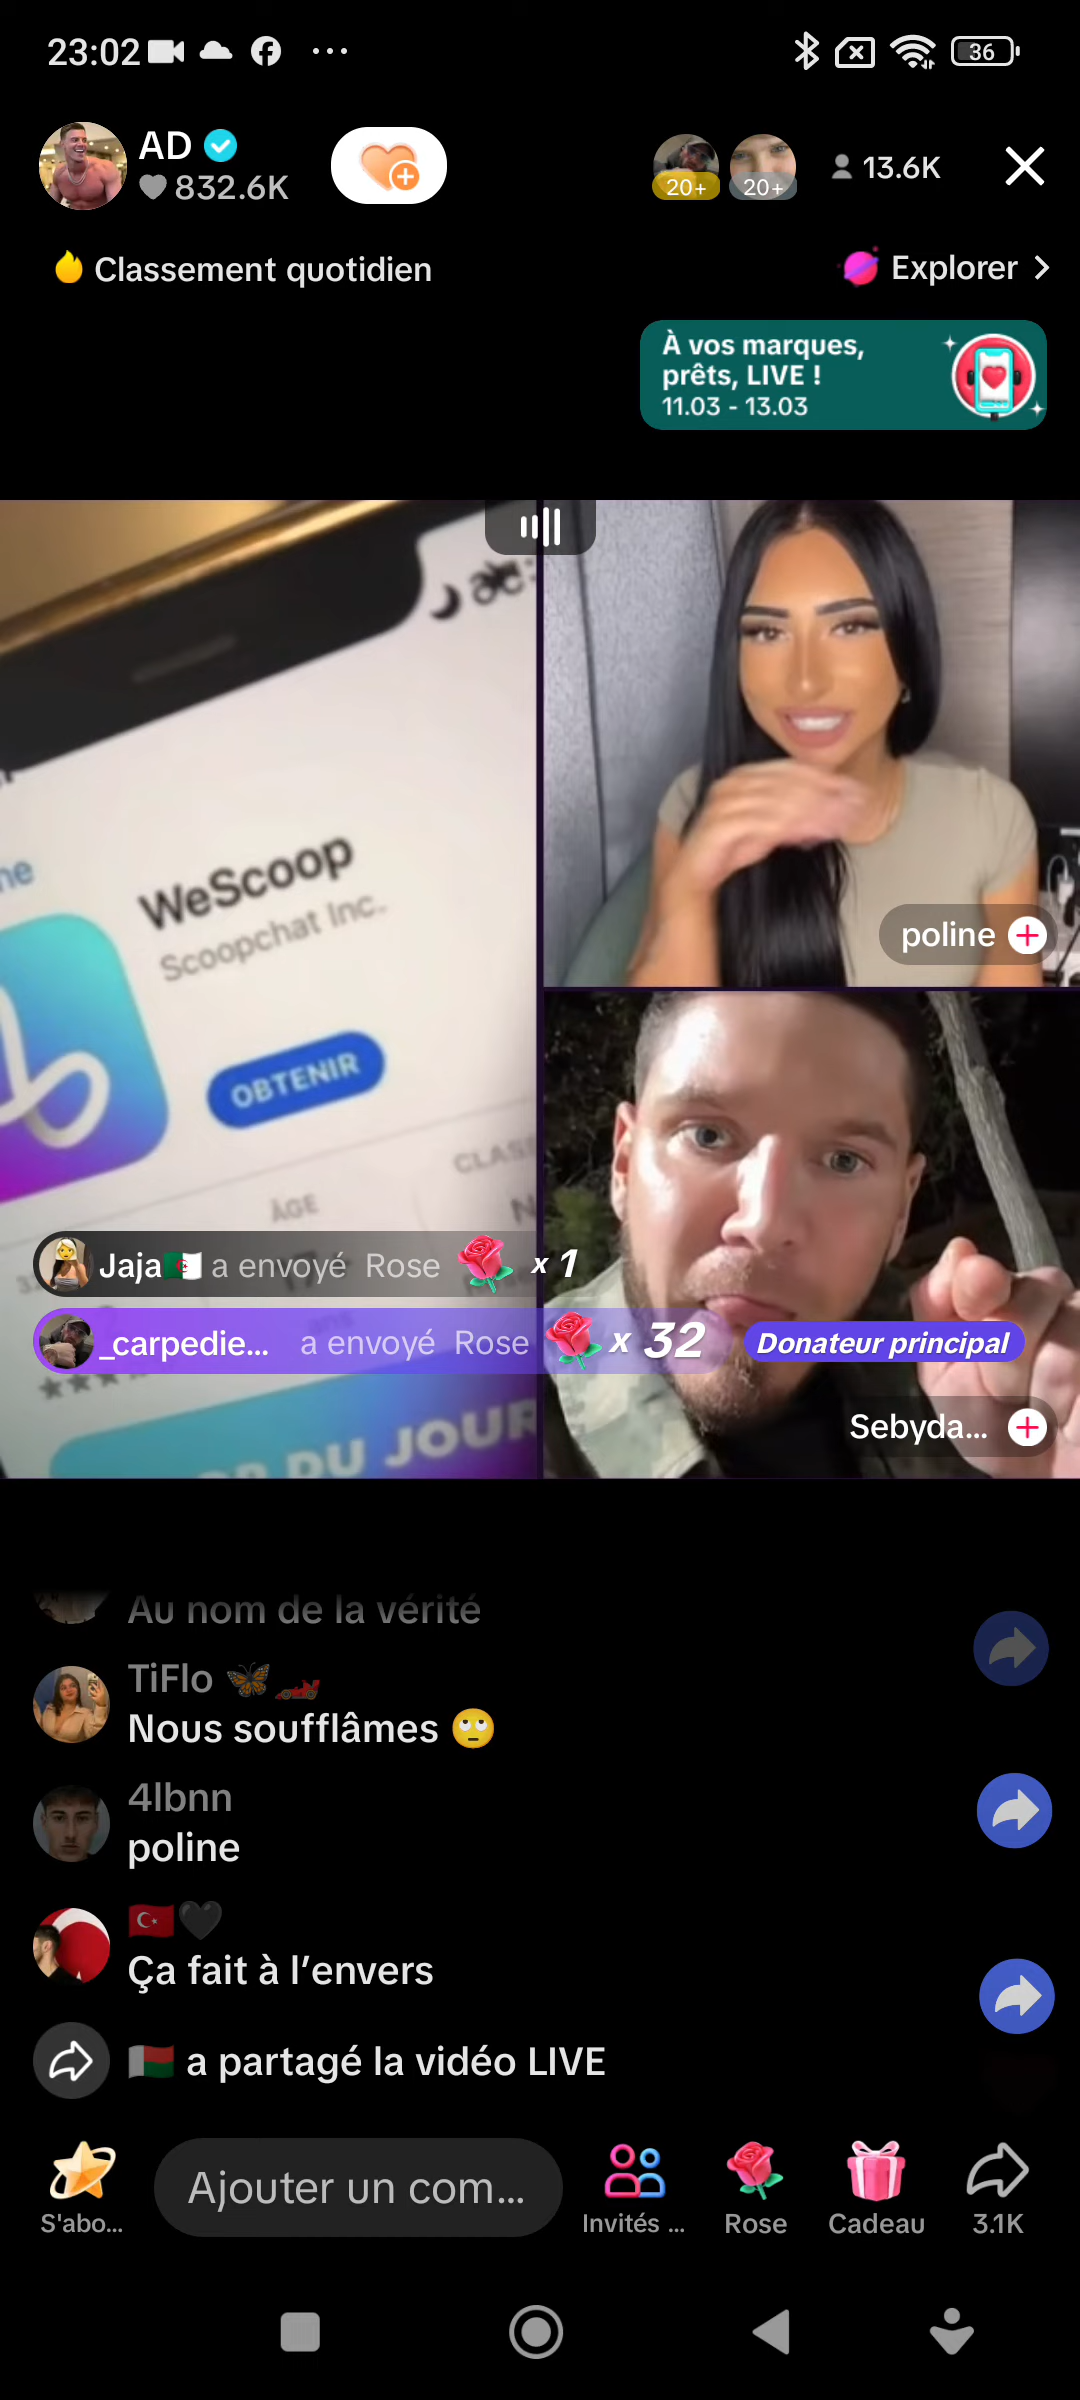 23:02
36
AD
832.6K
20+
20+
13.6K
Classement quotidien
Explorer
À vos marques,
prêts, LIVE !
11.03 - 13.03
WeScoop
Scoopchat Inc.
OBTENIR
ÂGE
poline
Jaja a envoyé Rose x 1
_carpedie... a envoyé Rose x 32 Donateur principal
DU JOUR
Sebyda...
Au nom de la vérité
TiFlo
Nous soufflâmes
4lbnn
poline
Ça fait à l'envers
a partagé la vidéo LIVE
Ajouter un com...
S'abo...
Invités ...
Rose
Cadeau
3.1K